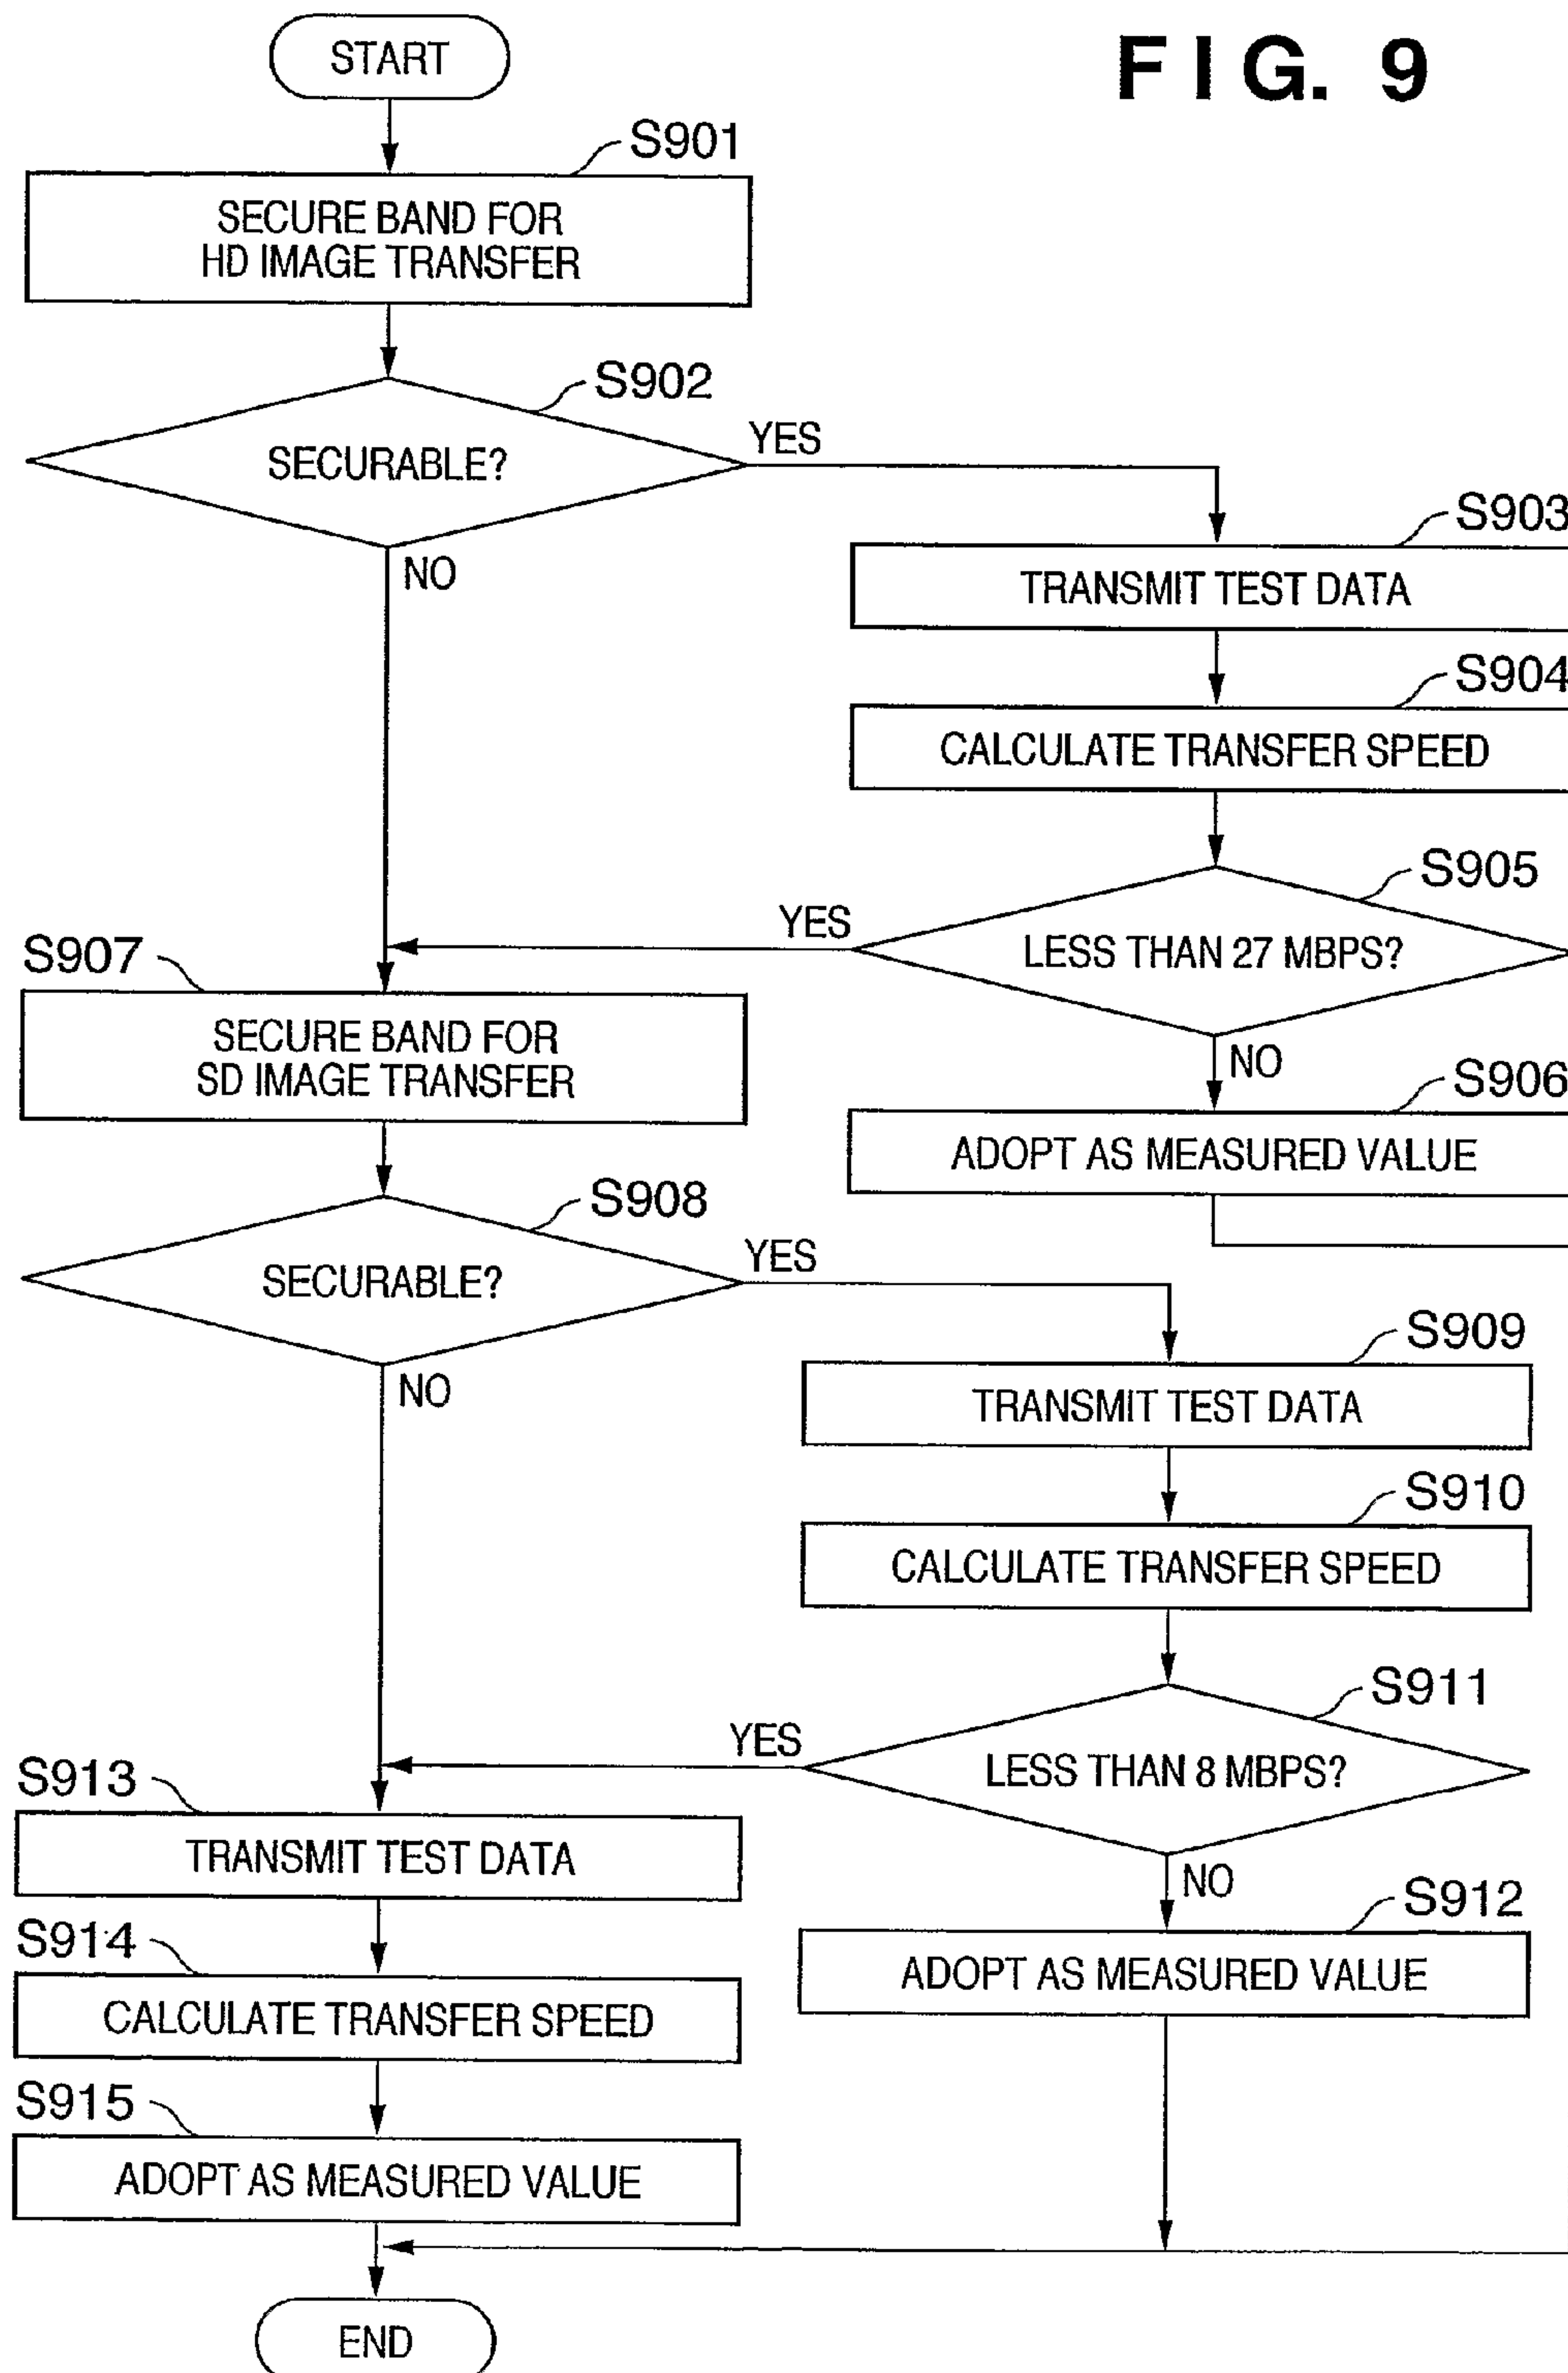 FIG. 9
START
S901
SECURE BAND FOR
HD IMAGE TRANSFER
S902
SECURABLE?
YES
NO
S903
TRANSMIT TEST DATA
S904
CALCULATE TRANSFER SPEED
S905
LESS THAN 27 MBPS?
YES
NO
S906
ADOPT AS MEASURED VALUE
S907
SECURE BAND FOR
SD IMAGE TRANSFER
S908
SECURABLE?
YES
NO
S909
TRANSMIT TEST DATA
S910
CALCULATE TRANSFER SPEED
S911
LESS THAN 8 MBPS?
YES
NO
S912
ADOPT AS MEASURED VALUE
S913
TRANSMIT TEST DATA
S914
CALCULATE TRANSFER SPEED
S915
ADOPT AS MEASURED VALUE
END